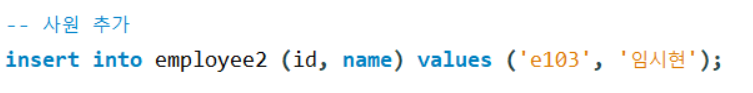 -- 사원 추가
insert into employee2 (id, name) values ('e103', '임시현');